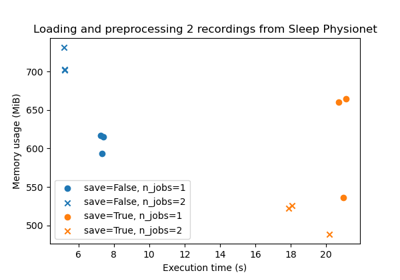 Loading and preprocessing 2 recordings from Sleep Physionet
Memory usage (MiB)
700
650
600
550
500
save=False, n_jobs=1
save=False, n_jobs=2
save=True, n_jobs=1
save=True, n_jobs=2
6 8 10 12 14 16 18 20
Execution time (s)